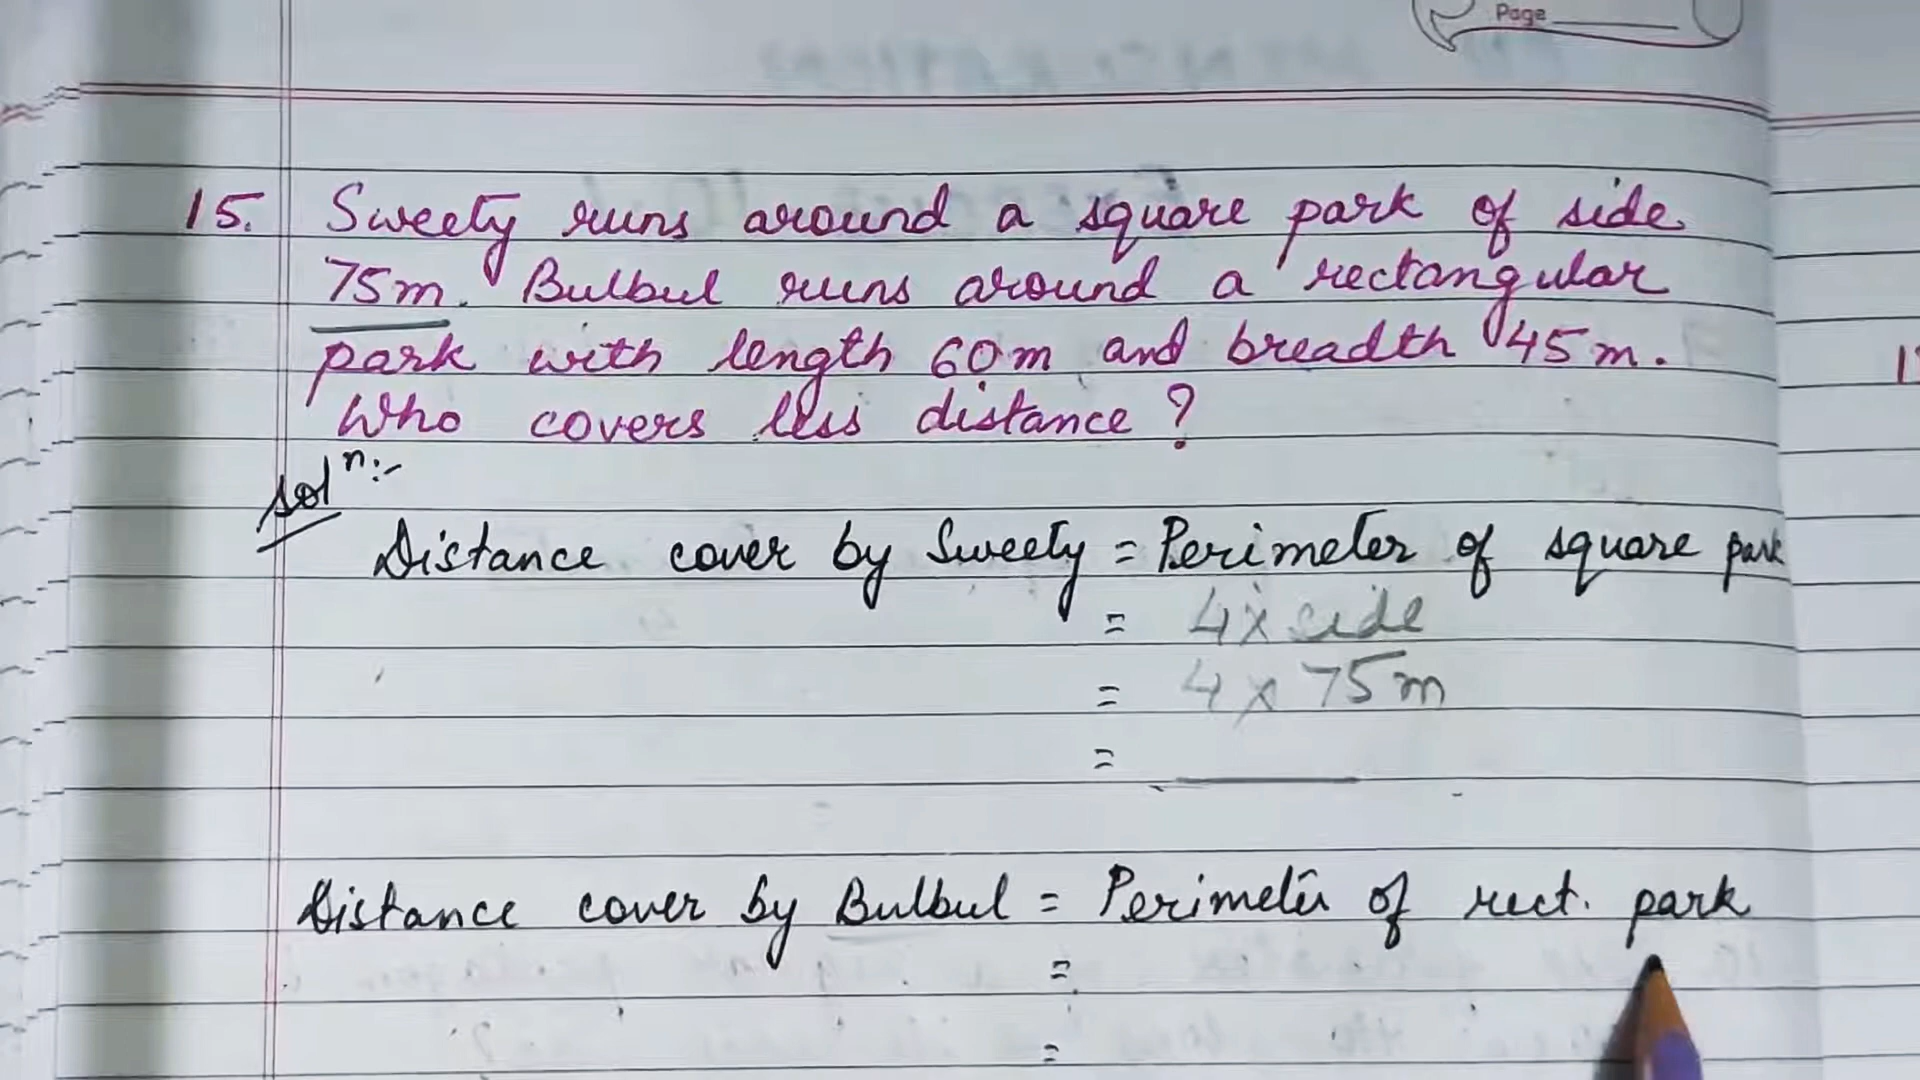 Page
15. Sweety runs around a square park of side
75m. Bulbul runs around a rectangular
park with length 60m and breadth 45m.
Who covers less distance?
Solⁿ:-
Distance cover by Sweety = Perimeter of square park
= 4 x side
= 4 x 75m
=
Distance cover by Bulbul = Perimeter of rect. park
=
=